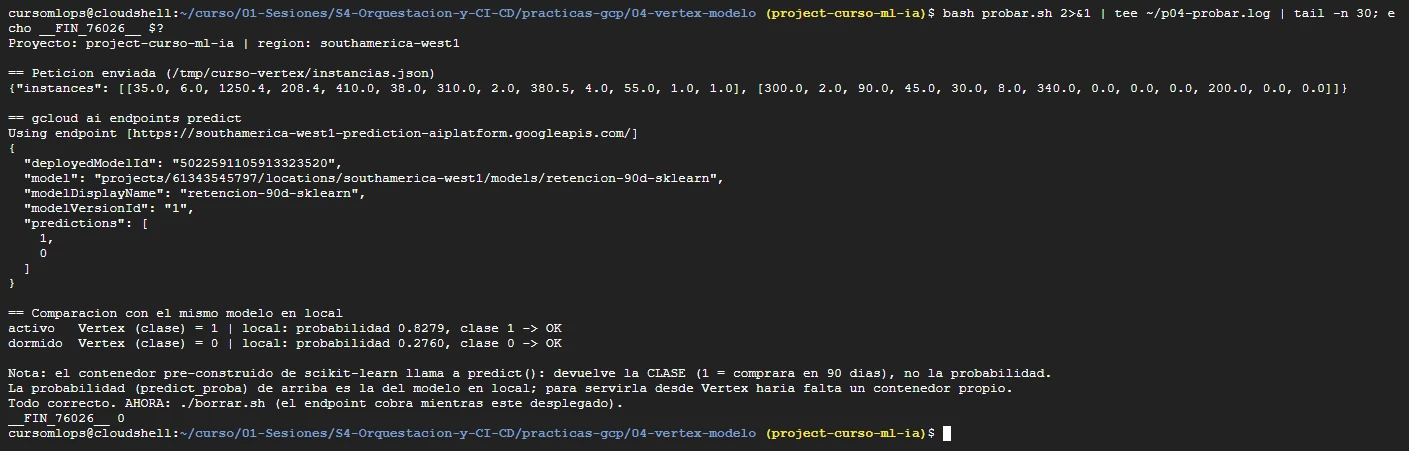 cursomlops@cloudshell:~/curso/01-Sesiones/S4-Orquestacion-y-CI-CD/practicas-gcp/04-vertex-modelo (project-curso-ml-ia)$ bash probar.sh 2>&1 | tee ~/p04-probar.log | tail -n 30; e
cho __FIN_76026__ $?
Proyecto: project-curso-ml-ia | region: southamerica-west1
== Peticion enviada (/tmp/curso-vertex/instancias.json)
{"instances": [[35.0, 6.0, 1250.4, 208.4, 410.0, 38.0, 310.0, 2.0, 380.5, 4.0, 55.0, 1.0, 1.0], [300.0, 2.0, 90.0, 45.0, 30.0, 8.0, 340.0, 0.0, 0.0, 0.0, 200.0, 0.0, 0.0]]}
== gcloud ai endpoints predict
Using endpoint [https://southamerica-west1-prediction-aiplatform.googleapis.com/]
{
  "deployedModelId": "5022591105913323520",
  "model": "projects/61343545797/locations/southamerica-west1/models/retencion-90d-sklearn",
  "modelDisplayName": "retencion-90d-sklearn",
  "modelVersionId": "1",
  "predictions": [
    1,
    0
  ]
}
== Comparacion con el mismo modelo en local
activo   Vertex (clase) = 1 | local: probabilidad 0.8279, clase 1 -> OK
dormido  Vertex (clase) = 0 | local: probabilidad 0.2760, clase 0 -> OK
Nota: el contenedor pre-construido de scikit-learn llama a predict(): devuelve la CLASE (1 = comprara en 90 dias), no la probabilidad.
La probabilidad (predict_proba) de arriba es la del modelo en local; para servirla desde Vertex haria falta un contenedor propio.
Todo correcto. AHORA: ./borrar.sh (el endpoint cobra mientras este desplegado).
__FIN_76026__ 0
cursomlops@cloudshell:~/curso/01-Sesiones/S4-Orquestacion-y-CI-CD/practicas-gcp/04-vertex-modelo (project-curso-ml-ia)$